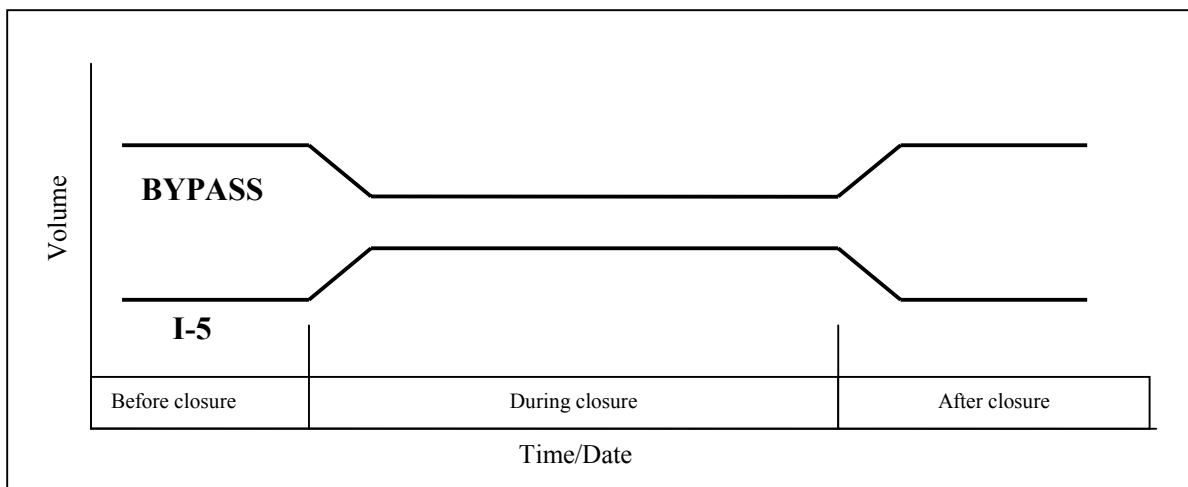 Volume
BYPASS
I-5
Before closure
During closure
After closure
Time/Date